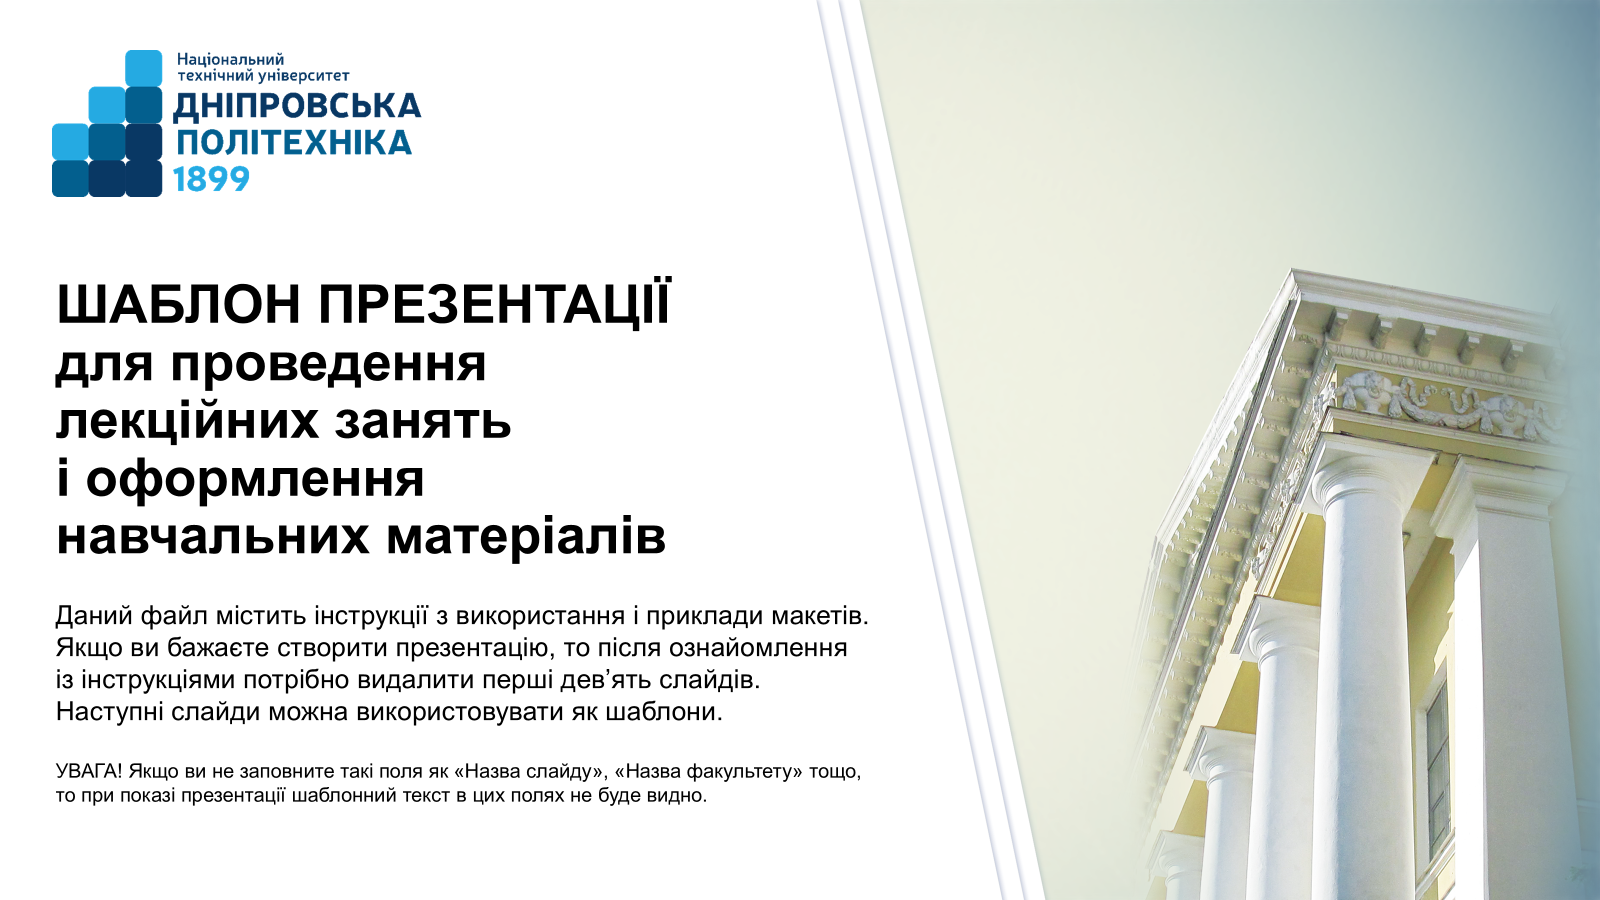 Національний
технічний університет
ДНІПРОВСЬКА
ПОЛІТЕХНІКА
1899
ШАБЛОН ПРЕЗЕНТАЦІЇ
для проведення
лекційних занять
і оформлення
навчальних матеріалів
Даний файл містить інструкції з використання і приклади макетів.
Якщо ви бажаєте створити презентацію, то після ознайомлення
із інструкціями потрібно видалити перші дев’ять слайдів.
Наступні слайди можна використовувати як шаблони.
УВАГА! Якщо ви не заповните такі поля як «Назва слайду», «Назва факультету» тощо,
то при показі презентації шаблонний текст в цих полях не буде видно.